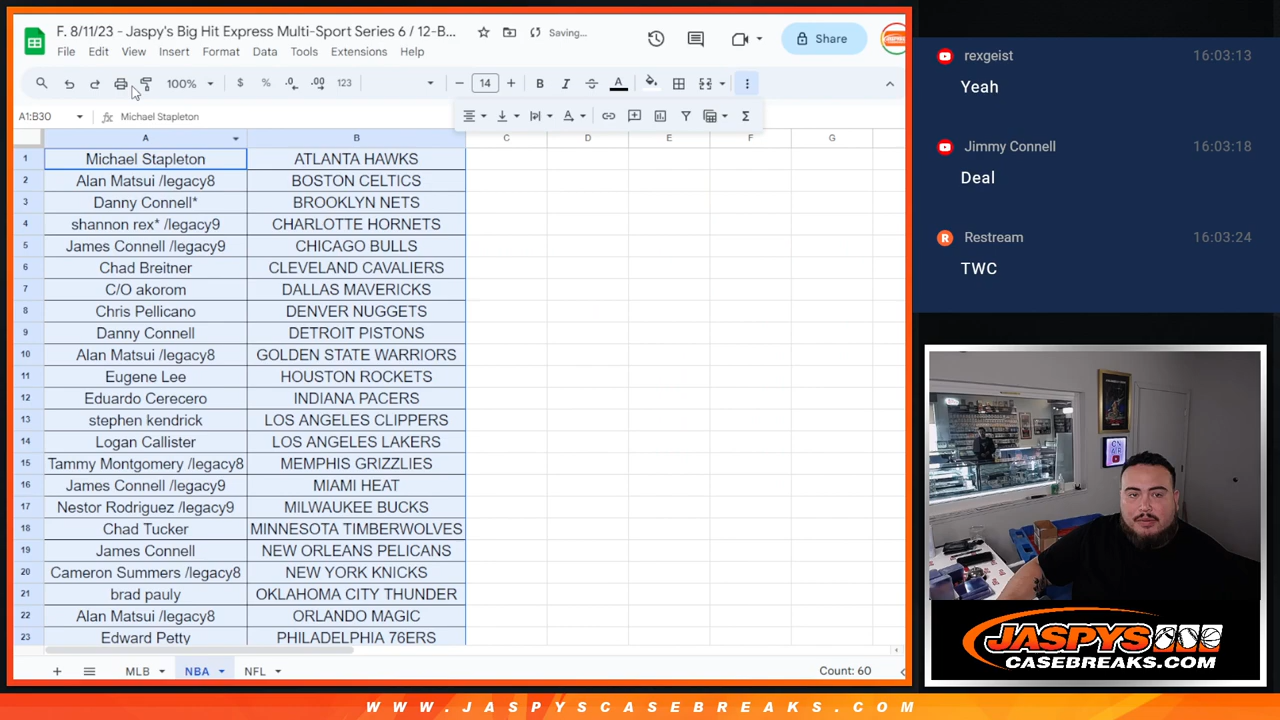 F. 8/11/23 - Jaspy's Big Hit Express Multi-Sport Series 6 / 12-B...
Saving...
Share
File Edit View Insert Format Data Tools Extensions Help
100% $ % .0 .00 123 14 B I A
A1:B30 fx Michael Stapleton
A B C D E F G
1 Michael Stapleton ATLANTA HAWKS
2 Alan Matsui /legacy8 BOSTON CELTICS
3 Danny Connell* BROOKLYN NETS
4 shannon rex* /legacy9 CHARLOTTE HORNETS
5 James Connell /legacy9 CHICAGO BULLS
6 Chad Breitner CLEVELAND CAVALIERS
7 C/O akorom DALLAS MAVERICKS
8 Chris Pellicano DENVER NUGGETS
9 Danny Connell DETROIT PISTONS
10 Alan Matsui /legacy8 GOLDEN STATE WARRIORS
11 Eugene Lee HOUSTON ROCKETS
12 Eduardo Cerecero INDIANA PACERS
13 stephen kendrick LOS ANGELES CLIPPERS
14 Logan Callister LOS ANGELES LAKERS
15 Tammy Montgomery /legacy8 MEMPHIS GRIZZLIES
16 James Connell /legacy9 MIAMI HEAT
17 Nestor Rodriguez /legacy9 MILWAUKEE BUCKS
18 Chad Tucker MINNESOTA TIMBERWOLVES
19 James Connell NEW ORLEANS PELICANS
20 Cameron Summers /legacy8 NEW YORK KNICKS
21 brad pauly OKLAHOMA CITY THUNDER
22 Alan Matsui /legacy8 ORLANDO MAGIC
23 Edward Petty PHILADELPHIA 76ERS
MLB NBA NFL Count: 60
rexgeist 16:03:13
Yeah
Jimmy Connell 16:03:18
Deal
Restream 16:03:24
TWC
ON AIR
JASPYS
CASEBREAKS.COM
WWW.JASPYSCASEBREAKS.COM